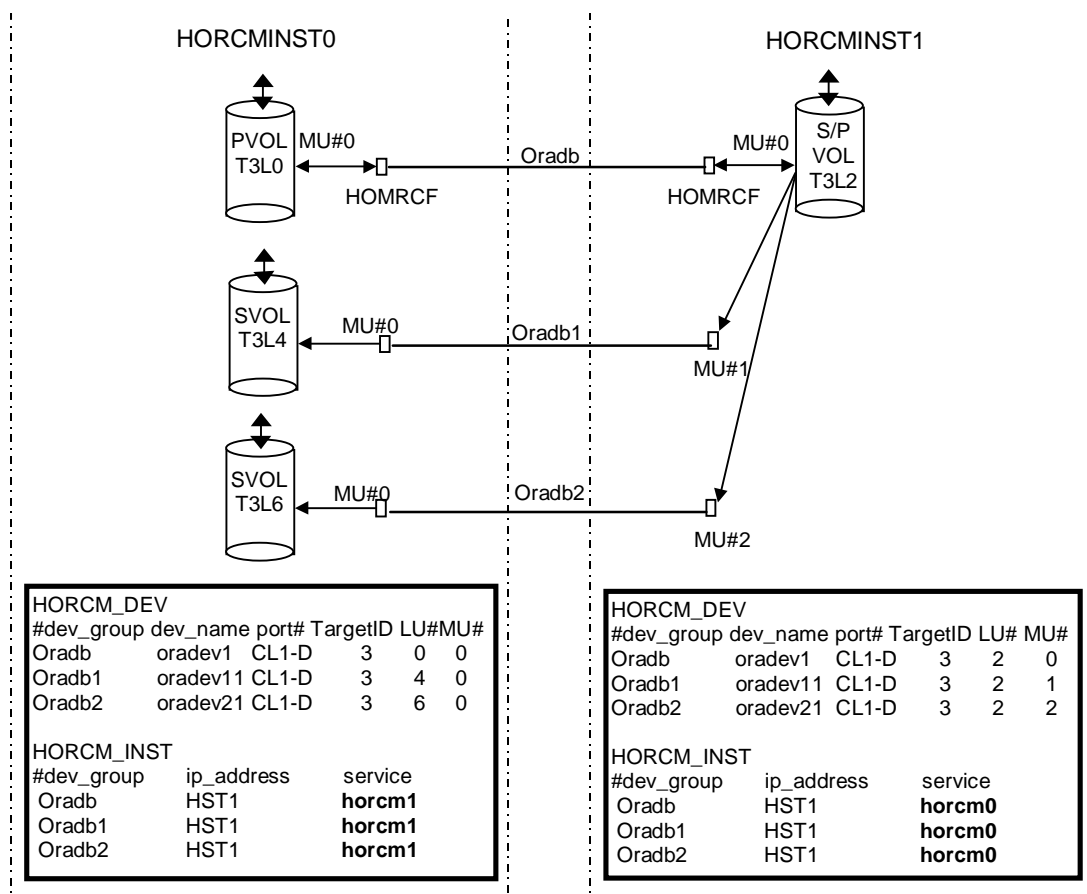 HORCMINST0
HORCMINST1
PVOL
T3L0
MU#0
HOMRCF
Oradb
MU#0
HOMRCF
S/P
VOL
T3L2
SVOL
T3L4
MU#0
Oradb1
MU#1
SVOL
T3L6
MU#0
Oradb2
MU#2
HORCM_DEV
#dev_group dev_name port# TargetID LU#MU#
Oradb oradev1 CL1-D 3 0 0
Oradb1 oradev11 CL1-D 3 4 0
Oradb2 oradev21 CL1-D 3 6 0
HORCM_INST
#dev_group ip_address service
Oradb HST1 horcm1
Oradb1 HST1 horcm1
Oradb2 HST1 horcm1
HORCM_DEV
#dev_group dev_name port# TargetID LU# MU#
Oradb oradev1 CL1-D 3 2 0
Oradb1 oradev11 CL1-D 3 2 1
Oradb2 oradev21 CL1-D 3 2 2
HORCM_INST
#dev_group ip_address service
Oradb HST1 horcm0
Oradb1 HST1 horcm0
Oradb2 HST1 horcm0